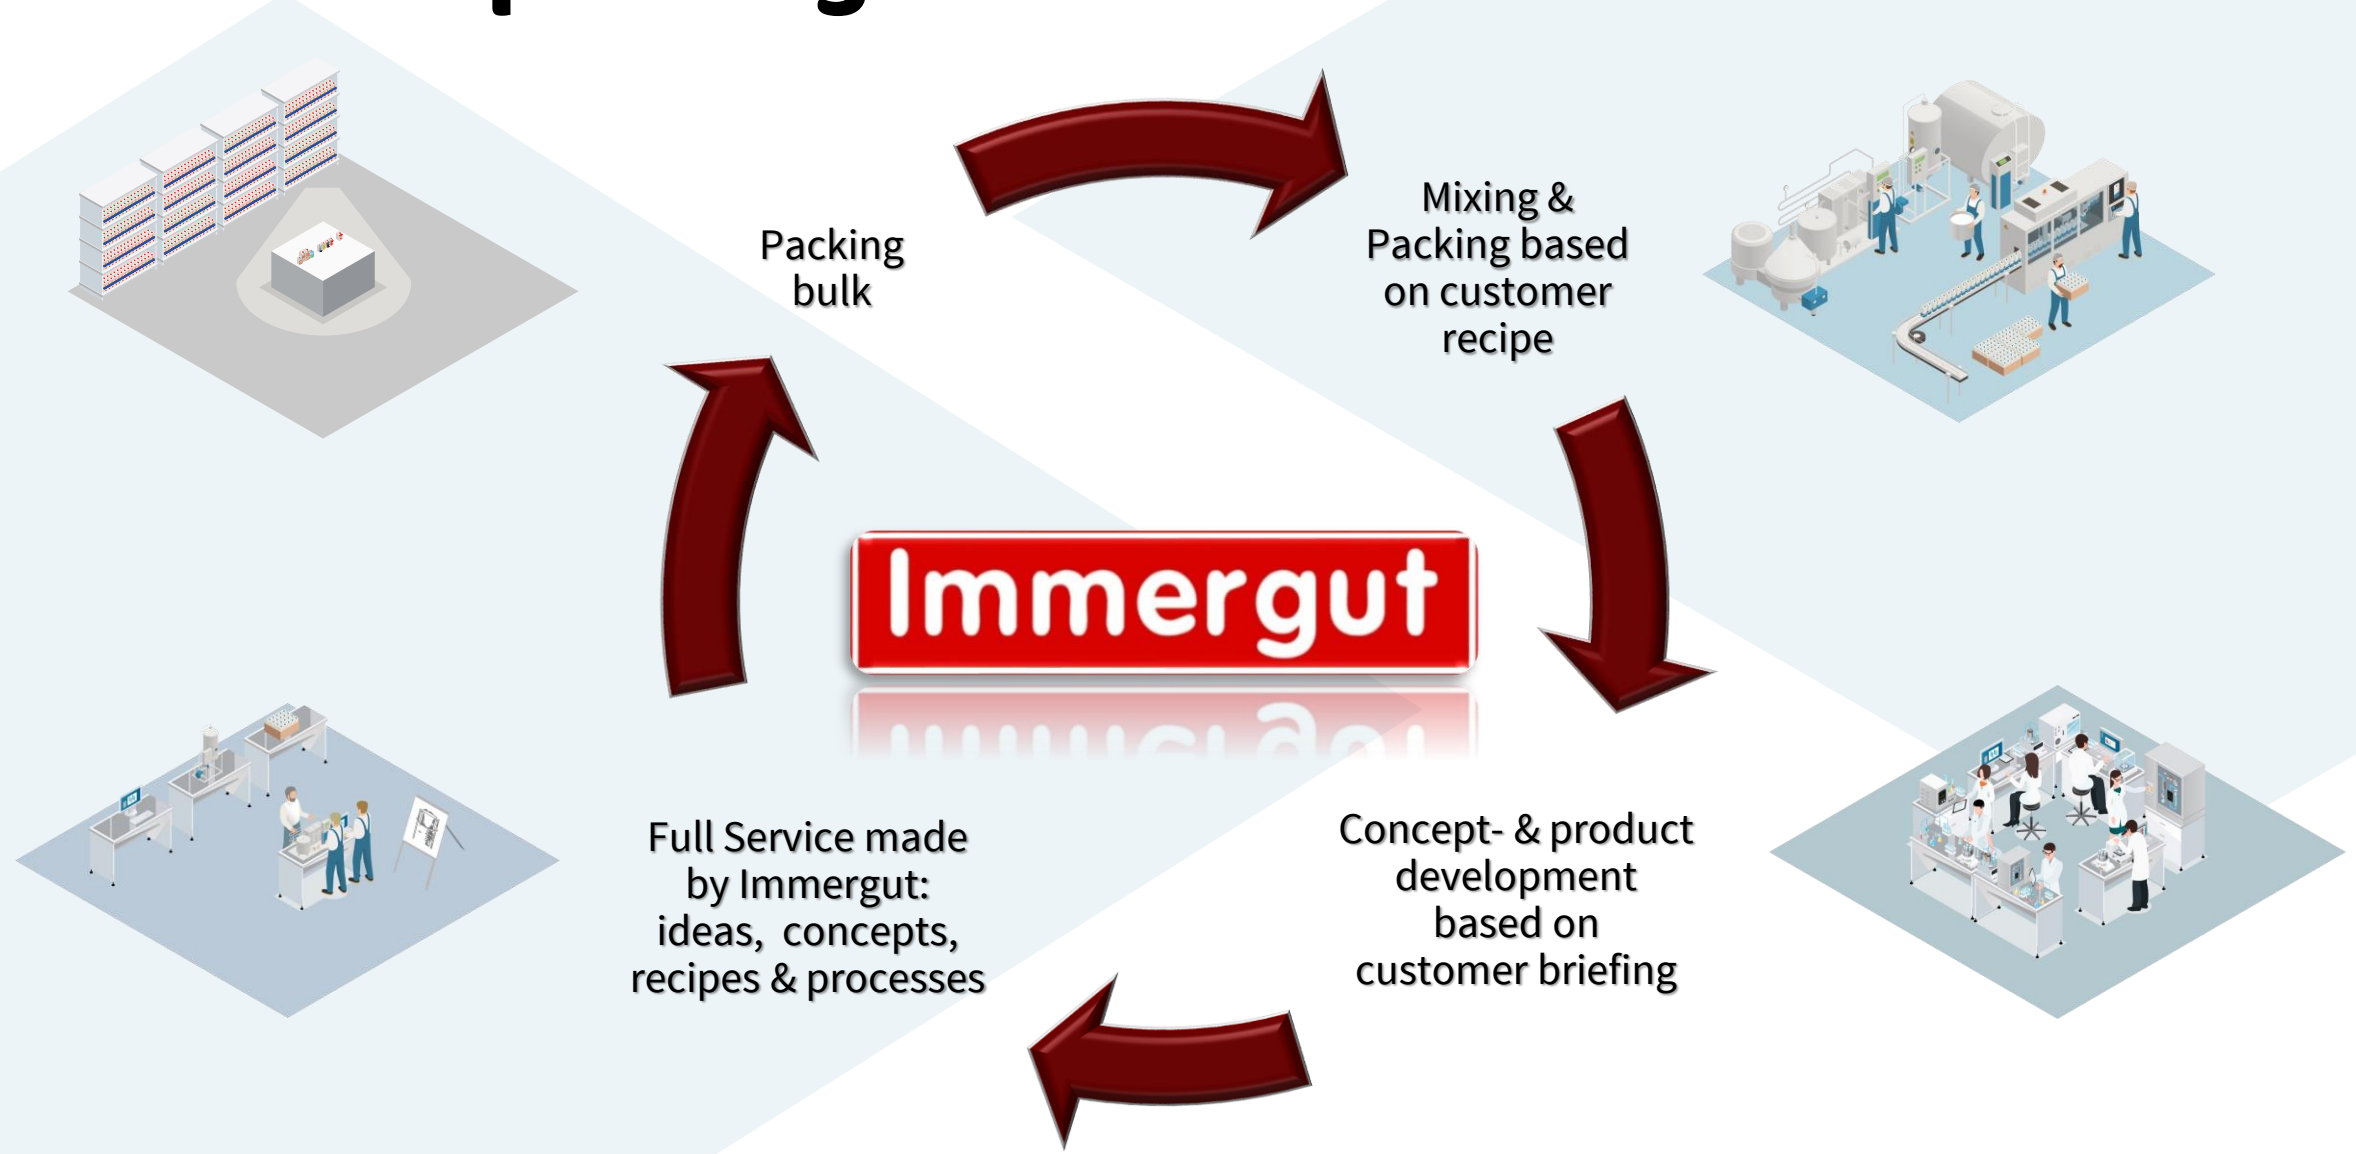 Packing
bulk
Mixing &
Packing based
on customer
recipe
Immergut
Full Service made
by Immergut:
ideas,  concepts,
recipes & processes
Concept- & product
development
based on
customer briefing